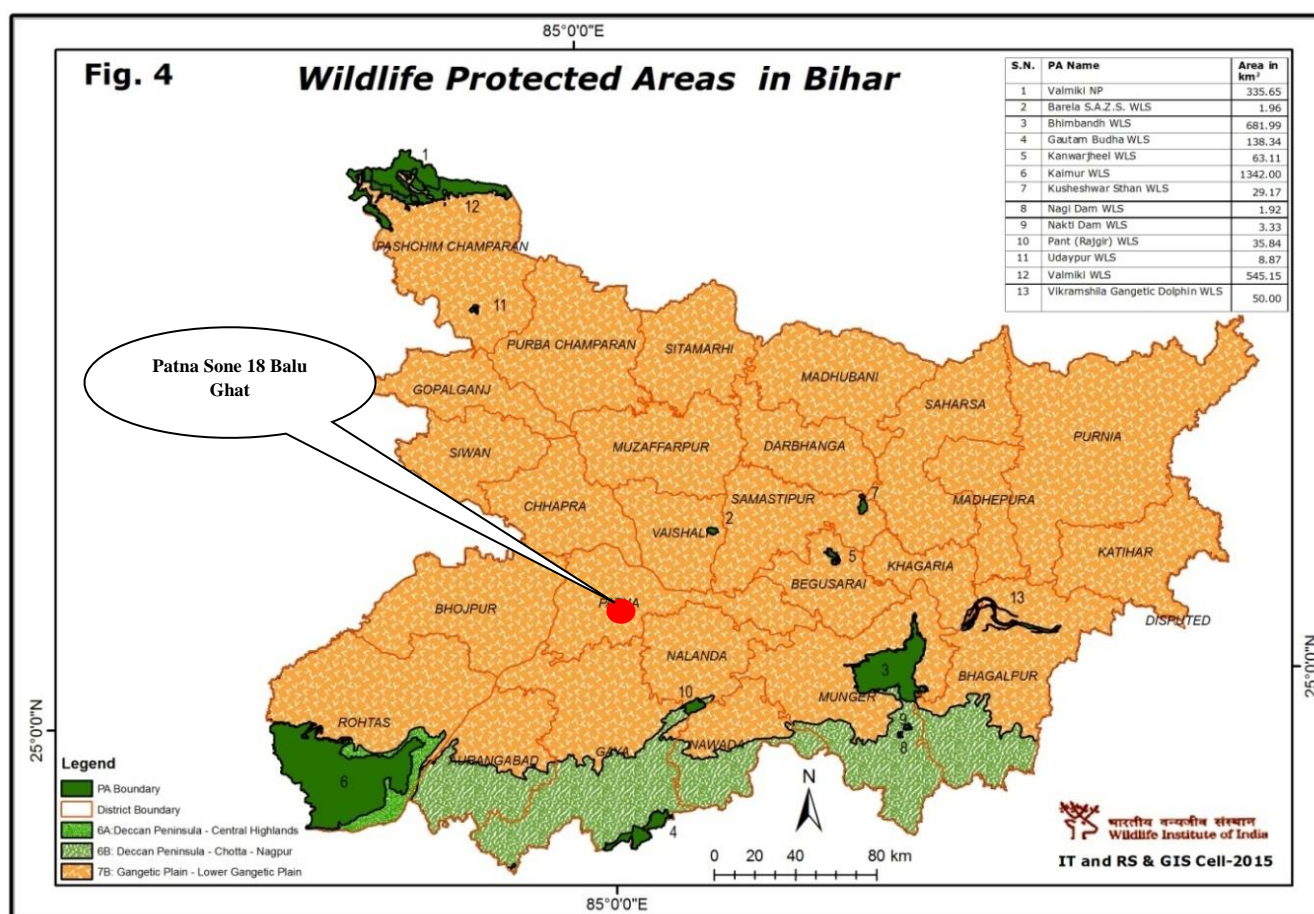 85°0'0"E
Fig. 4
Wildlife Protected Areas in Bihar
S.N. PA Name Area in km²
1 Valmiki NP 335.65
2 Barela S.A.Z.S. WLS 1.96
3 Bhimbandh WLS 681.99
4 Gautam Budha WLS 138.34
5 Kanwarjheel WLS 63.11
6 Kaimur WLS 1342.00
7 Kusheshwar Sthan WLS 29.17
8 Nagi Dam WLS 1.92
9 Nakti Dam WLS 3.33
10 Pant (Rajgir) WLS 35.84
11 Udaypur WLS 8.87
12 Valmiki WLS 545.15
13 Vikramshila Gangetic Dolphin WLS 50.00
1
12
PASHCHIM CHAMPARAN
11
PURBA CHAMPARAN
SITAMARHI
Patna Sone 18 Balu
Ghat
MADHUBANI
GOPALGANJ
SAHARSA
PURNIA
SIWAN
MUZAFFARPUR
DARBHANGA
CHHAPRA
SAMASTIPUR
7
MADHEPURA
VAISHALI
2
KATIHAR
5
KHAGARIA
BEGUSARAI
13
BHOJPUR
DISPUTED
NALANDA
3
BHAGALPUR
10
MUNGER
25°0'0"N
ROHTAS
9
25°0'0"N
GAYA
NAWADA
8
AURANGABAD
6
4
N
Legend
PA Boundary
District Boundary
6A:Deccan Peninsula - Central Highlands
6B: Deccan Peninsula - Chotta - Nagpur
7B: Gangetic Plain - Lower Gangetic Plain
0 20 40 80 km
भारतीय वन्यजीव संस्थान
Wildlife Institute of India
IT and RS & GIS Cell-2015
85°0'0"E